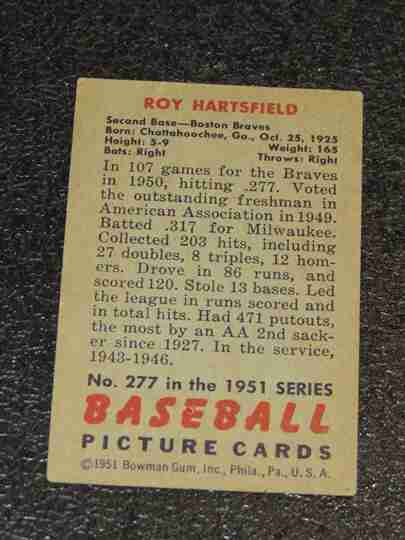 ROY HARTSFIELD
Second Base—Boston Braves
Born: Chattahoochee, Ga., Oct. 25, 1925
Height: 5-9 Weight: 165
Bats: Right Throws: Right
In 107 games for the Braves
in 1950, hitting .277. Voted
the outstanding freshman in
American Association in 1949.
Batted .317 for Milwaukee.
Collected 203 hits, including
27 doubles, 8 triples, 12 hom-
ers. Drove in 86 runs, and
scored 120. Stole 13 bases. Led
the league in runs scored and
in total hits. Had 471 putouts,
the most by an AA 2nd sack-
er since 1927. In the service,
1943-1946.
No. 277 in the 1951 SERIES
BASEBALL
PICTURE CARDS
©1951 Bowman Gum, Inc., Phila., Pa., U. S. A.